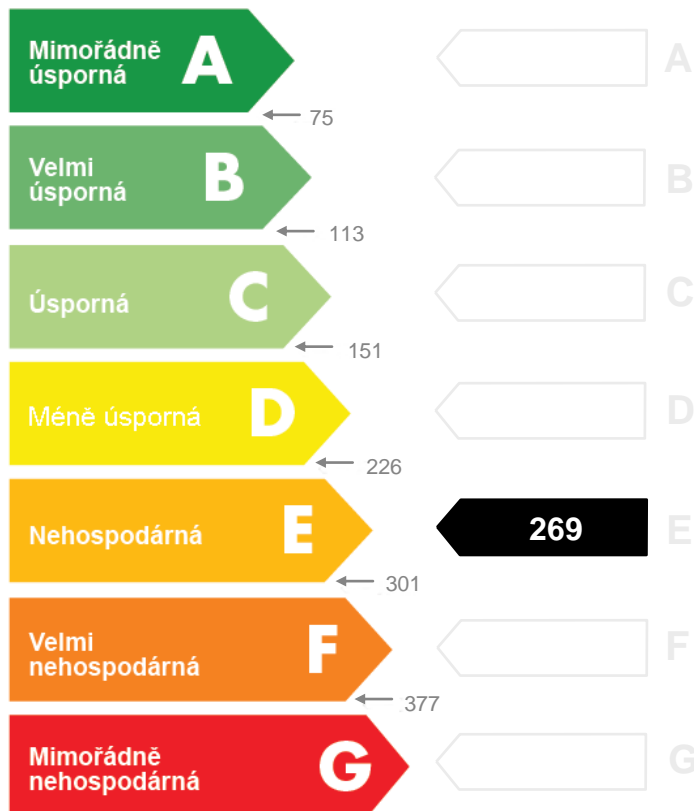 Mimořádně
úsporná
A
A
75
Velmi
úsporná
B
B
113
Úsporná
C
C
151
Méně úsporná
D
D
226
Nehospodárná
E
269
E
301
Velmi
nehospodárná
F
F
377
Mimořádně
nehospodárná
G
G